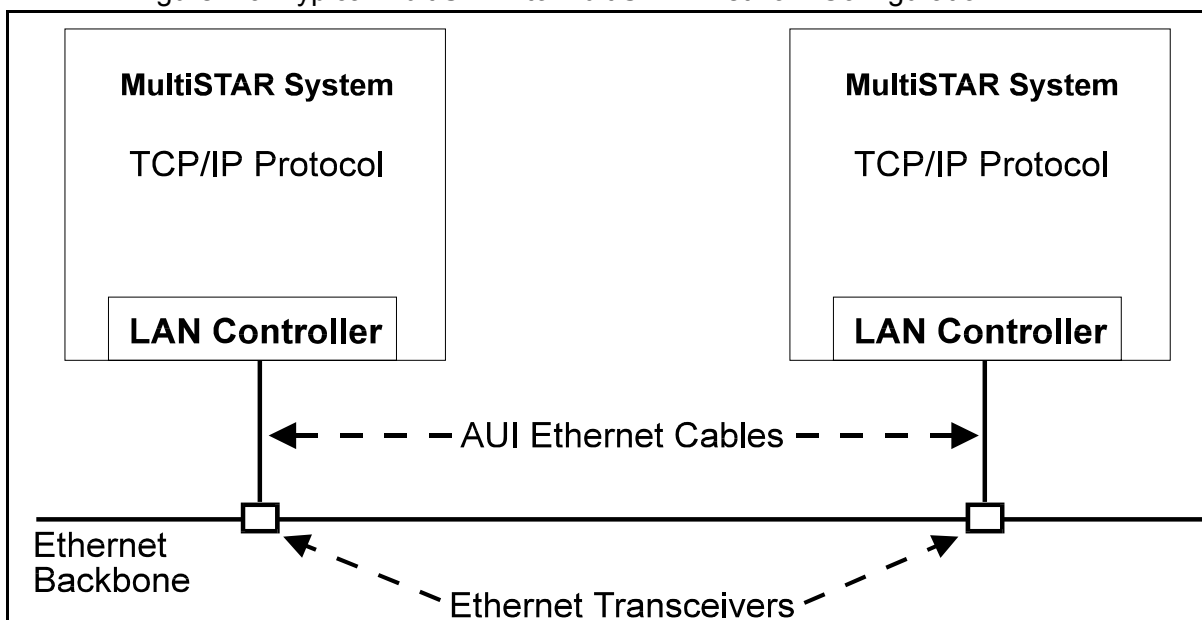 MultiSTAR System
MultiSTAR System
TCP/IP Protocol
TCP/IP Protocol
LAN Controller
LAN Controller
AUI Ethernet Cables
Ethernet
Backbone
Ethernet Transceivers